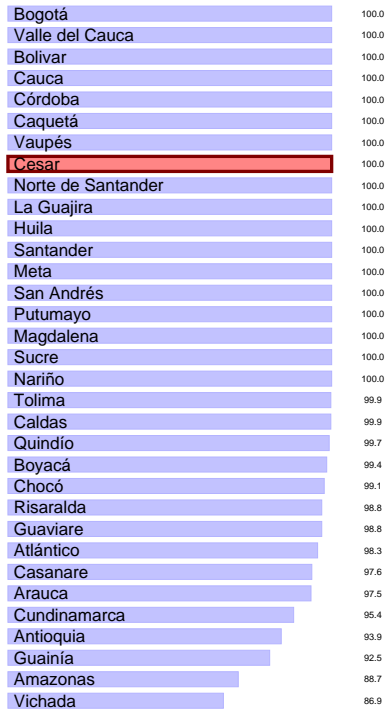 Bogotá 100.0
Valle del Cauca 100.0
Bolivar 100.0
Cauca 100.0
Córdoba 100.0
Caquetá 100.0
Vaupés 100.0
Cesar 100.0
Norte de Santander 100.0
La Guajira 100.0
Huila 100.0
Santander 100.0
Meta 100.0
San Andrés 100.0
Putumayo 100.0
Magdalena 100.0
Sucre 100.0
Nariño 100.0
Tolima 99.9
Caldas 99.9
Quindío 99.7
Boyacá 99.4
Chocó 99.1
Risaralda 98.8
Guaviare 98.8
Atlántico 98.3
Casanare 97.6
Arauca 97.5
Cundinamarca 95.4
Antioquia 93.9
Guainía 92.5
Amazonas 88.7
Vichada 86.9